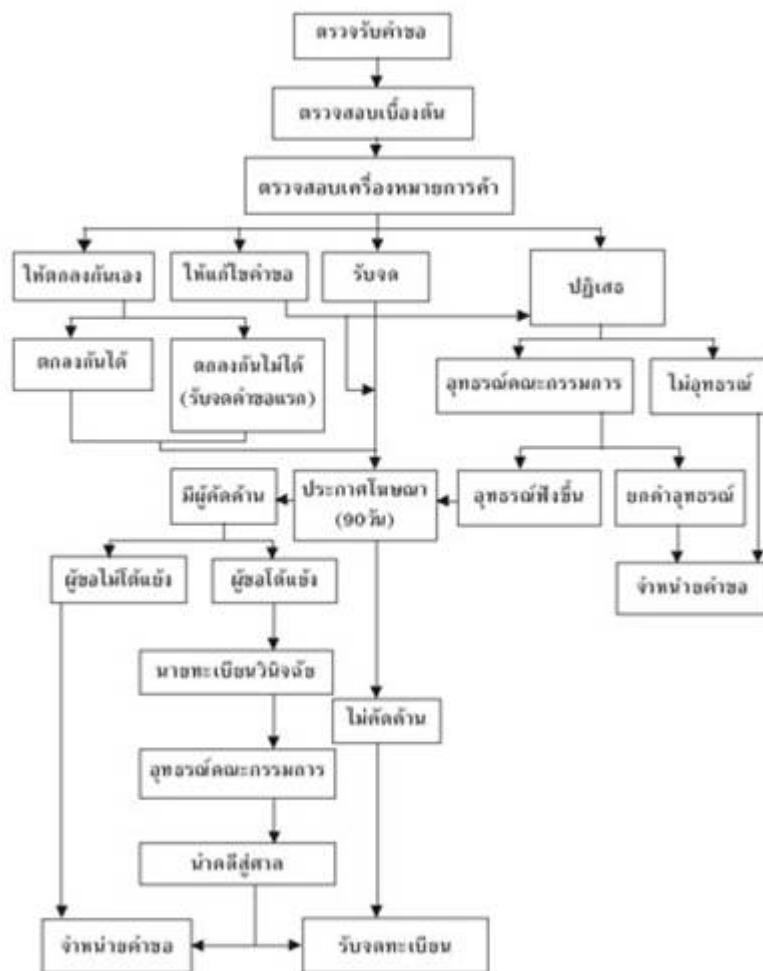 ตรวจรับคำขอ
ตรวจสอบเบื้องต้น
ตรวจสอบเครื่องหมายการค้า
ให้ตกลงกันเอง
ให้แก้ไขคำขอ
รับจด
ปฏิเสธ
ตกลงกันได้
ตกลงกันไม่ได้
(รับจดคำขอแรก)
อุทธรณ์คณะกรรมการ
ไม่อุทธรณ์
มีผู้คัดค้าน
ประกาศโฆษณา
(90วัน)
อุทธรณ์ฟังขึ้น
ยกคำอุทธรณ์
ผู้ขอไม่โต้แย้ง
ผู้ขอโต้แย้ง
จำหน่ายคำขอ
นายทะเบียนวินิจฉัย
ไม่คัดค้าน
อุทธรณ์คณะกรรมการ
นำคดีสู่ศาล
จำหน่ายคำขอ
รับจดทะเบียน